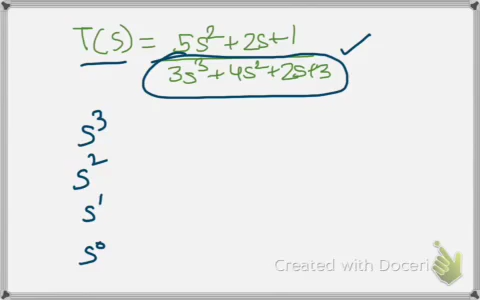 T(S) = 5s²+2s+1
3s³+4s²+2s+3
s³
s²
s¹
s⁰
Created with Doceri